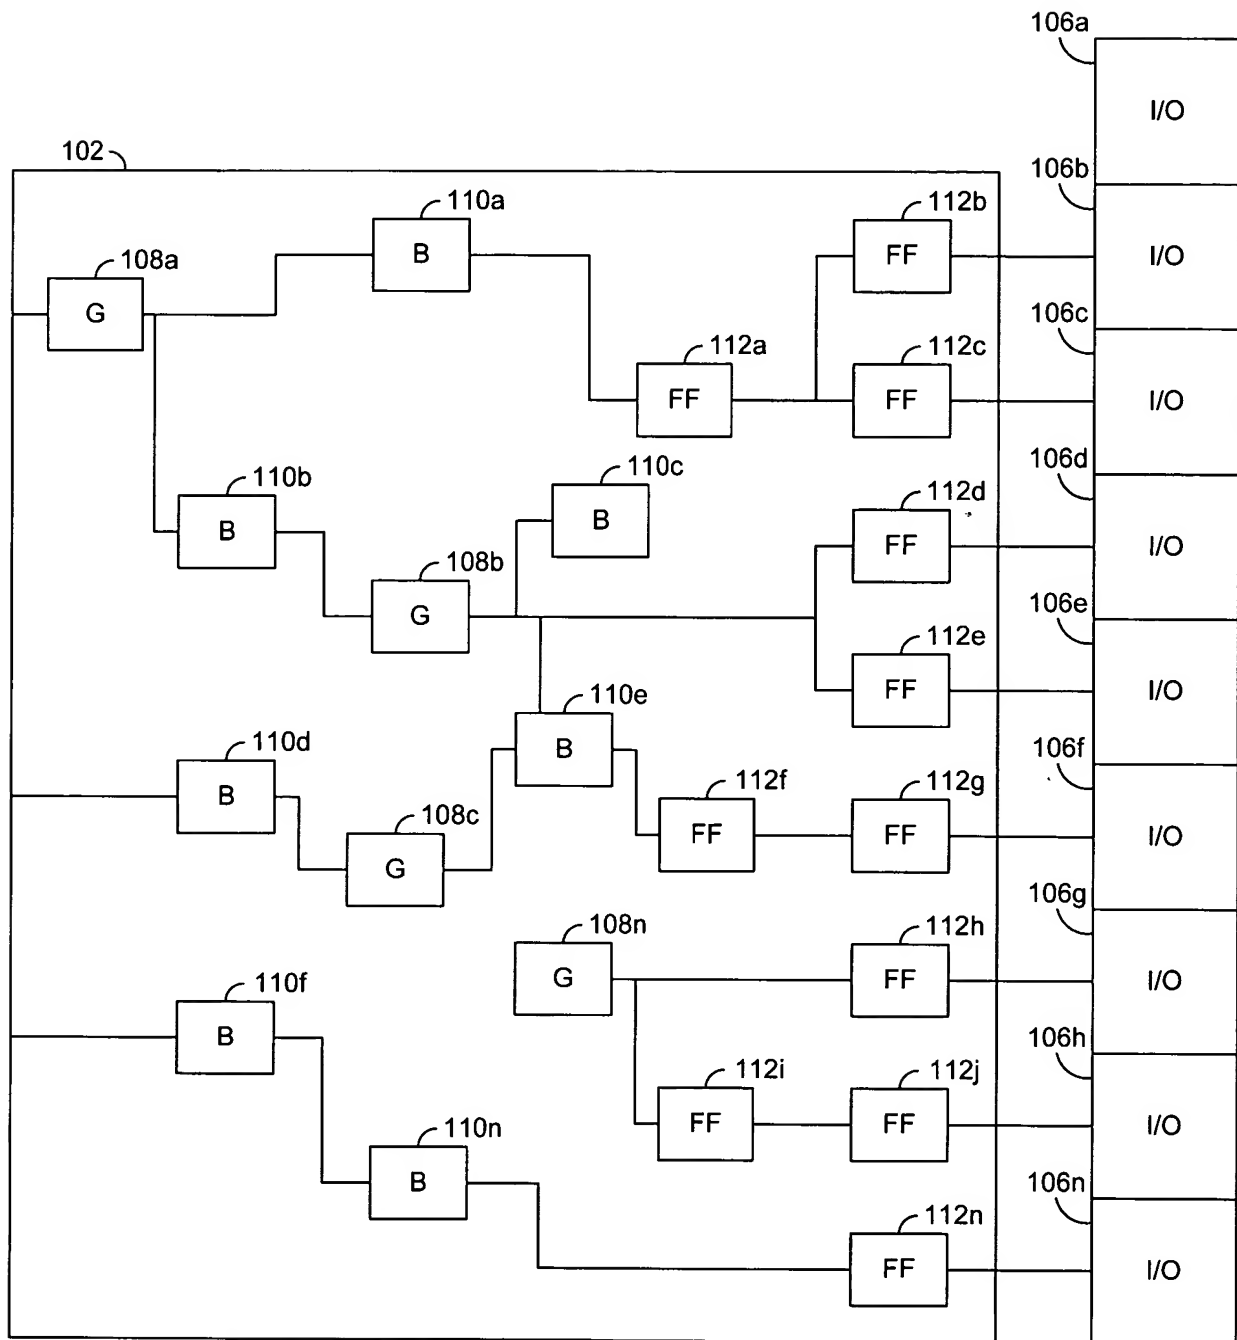 106a
I/O
102
106b
110a
112b
B
FF
I/O
108a
G
106c
112a
112c
FF
FF
I/O
110b
110c
106d
B
B
112d
FF
I/O
108b
G
106e
112e
FF
I/O
110e
B
110d
B
106f
112f
112g
FF
FF
I/O
108c
G
106g
108n
112h
G
FF
I/O
110f
B
106h
112i
112j
FF
FF
I/O
110n
B
106n
112n
FF
I/O